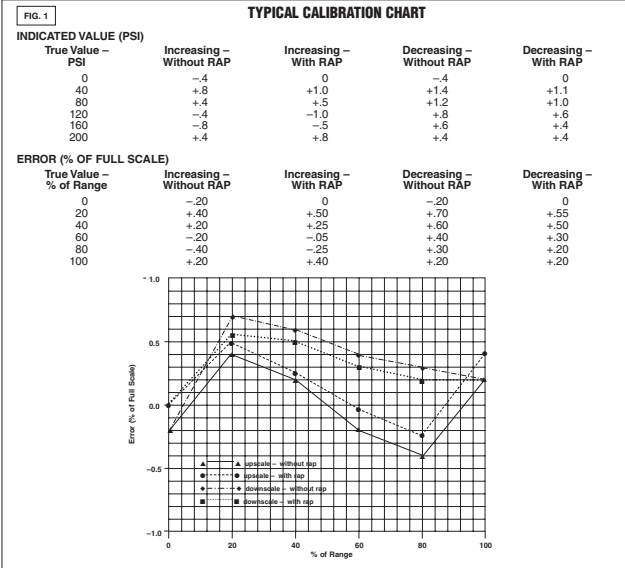 FIG. 1
TYPICAL CALIBRATION CHART
INDICATED VALUE (PSI)
True Value – Increasing – Increasing – Decreasing – Decreasing –
PSI Without RAP With RAP Without RAP With RAP
0 –.4 0 –.4 0
40 +.8 +1.0 +1.4 +1.1
80 +.4 +.5 +1.2 +1.0
120 –.4 –1.0 +.8 +.6
160 –.8 –.5 +.6 +.4
200 +.4 +.8 +.4 +.4
ERROR (% OF FULL SCALE)
True Value – Increasing – Increasing – Decreasing – Decreasing –
% of Range Without RAP With RAP Without RAP With RAP
0 –.20 0 –.20 0
20 +.40 +.50 +.70 +.55
40 +.20 +.25 +.60 +.50
60 –.20 –.05 +.40 +.30
80 –.40 –.25 +.30 +.20
100 +.20 +.40 +.20 +.20
1.0
0.5
0.0
–0.5
–1.0
Error (% of Full Scale)
upscale – without rap
upscale – with rap
downscale – without rap
downscale – with rap
0 20 40 60 80 100
% of Range